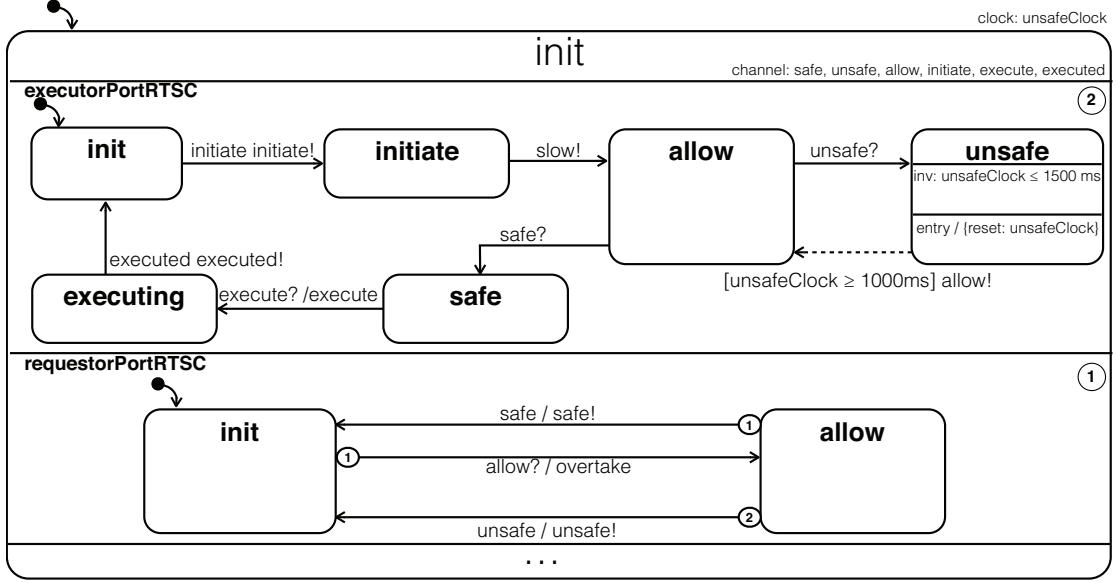 clock: unsafeClock
init
channel: safe, unsafe, allow, initiate, execute, executed
executorPortRTSC
2
init
initiate initiate!
initiate
slow!
allow
unsafe?
unsafe
inv: unsafeClock ≤ 1500 ms
entry / {reset: unsafeClock}
safe?
[unsafeClock ≥ 1000ms] allow!
executed executed!
executing
execute? /execute
safe
requestorPortRTSC
1
init
safe / safe!
1
allow
1
allow? / overtake
2
unsafe / unsafe!
. . .